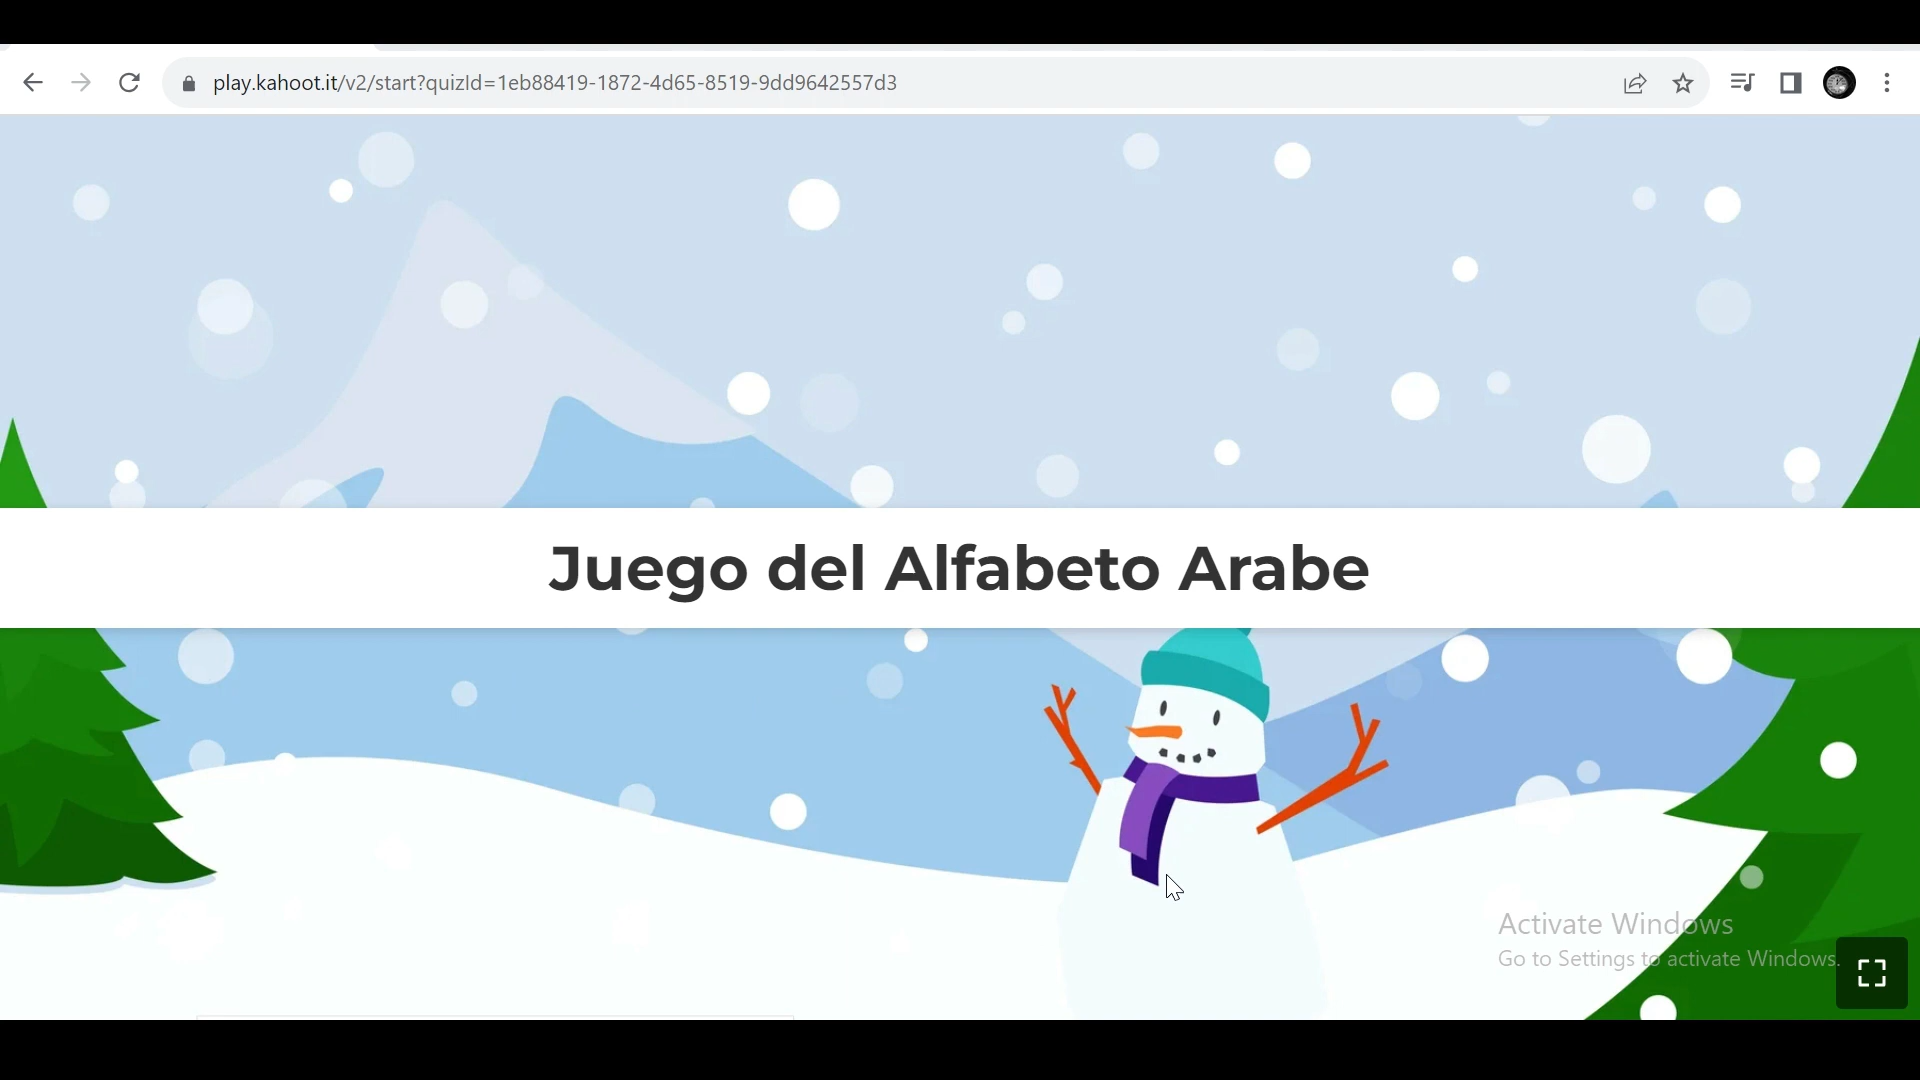 play.kahoot.it/v2/start?quizId=1eb88419-1872-4d65-8519-9dd9642557d3
Juego del Alfabeto Arabe
Activate Windows
Go to Settings to activate Windows.